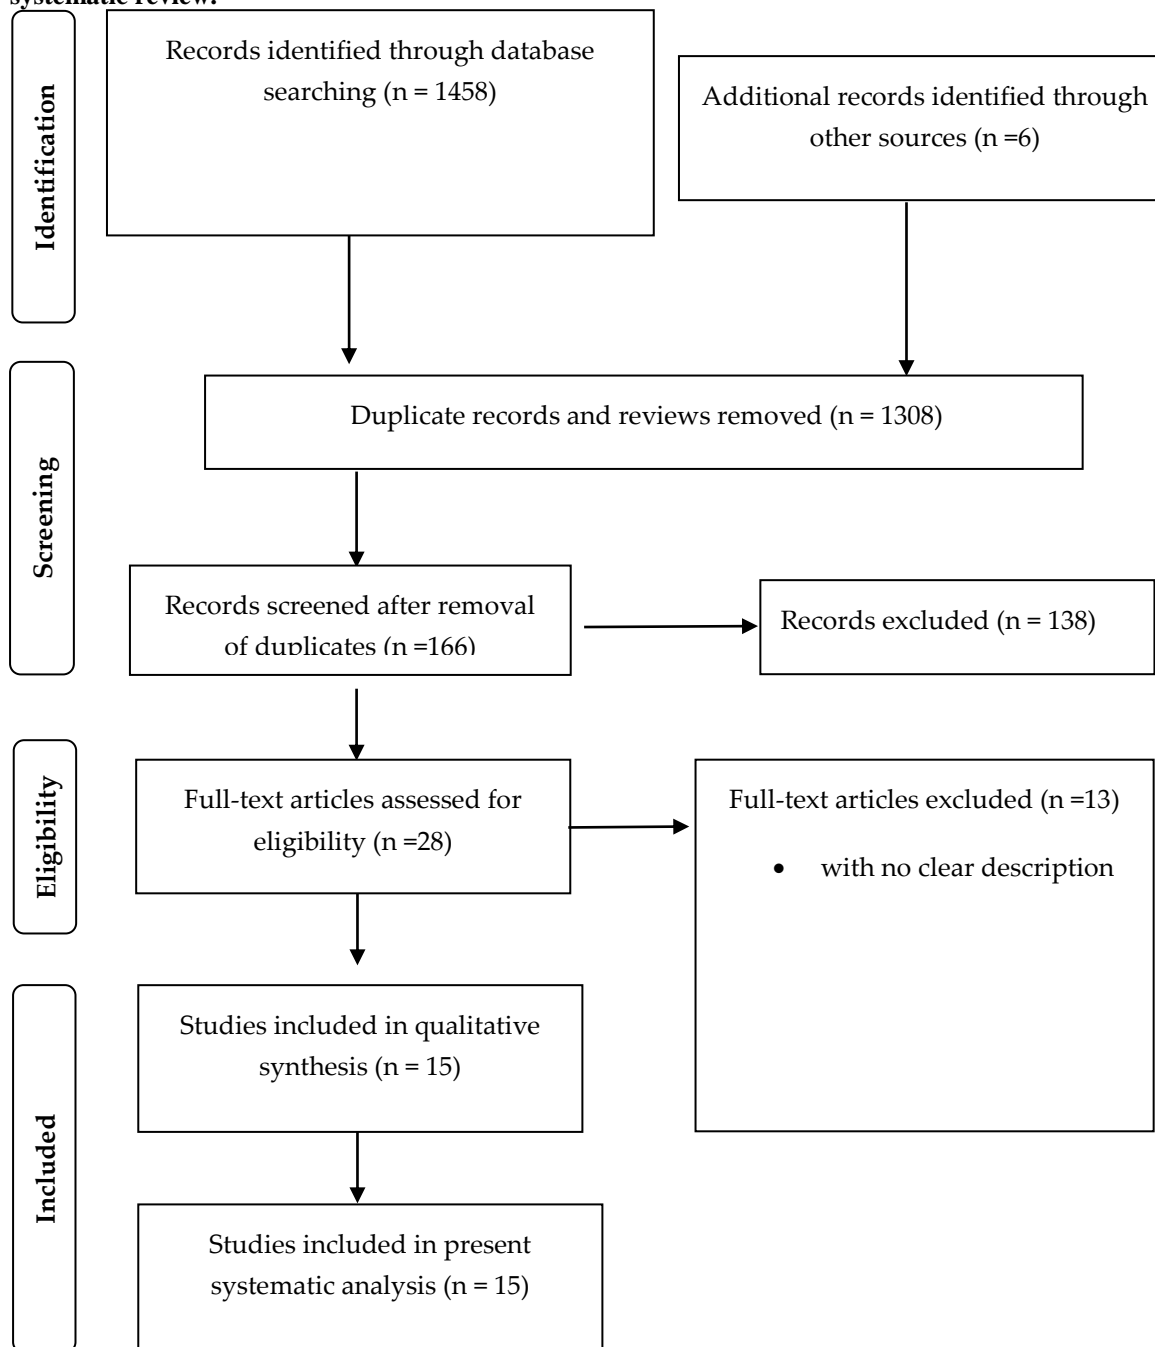 systematic review.
Identification
Records identified through database
searching (n = 1458)
Additional records identified through
other sources (n =6)
Screening
Duplicate records and reviews removed (n = 1308)
Records screened after removal
of duplicates (n =166)
Records excluded (n = 138)
Eligibility
Full-text articles assessed for
eligibility (n =28)
Full-text articles excluded (n =13)
• with no clear description
Included
Studies included in qualitative
synthesis (n = 15)
Studies included in present
systematic analysis (n = 15)